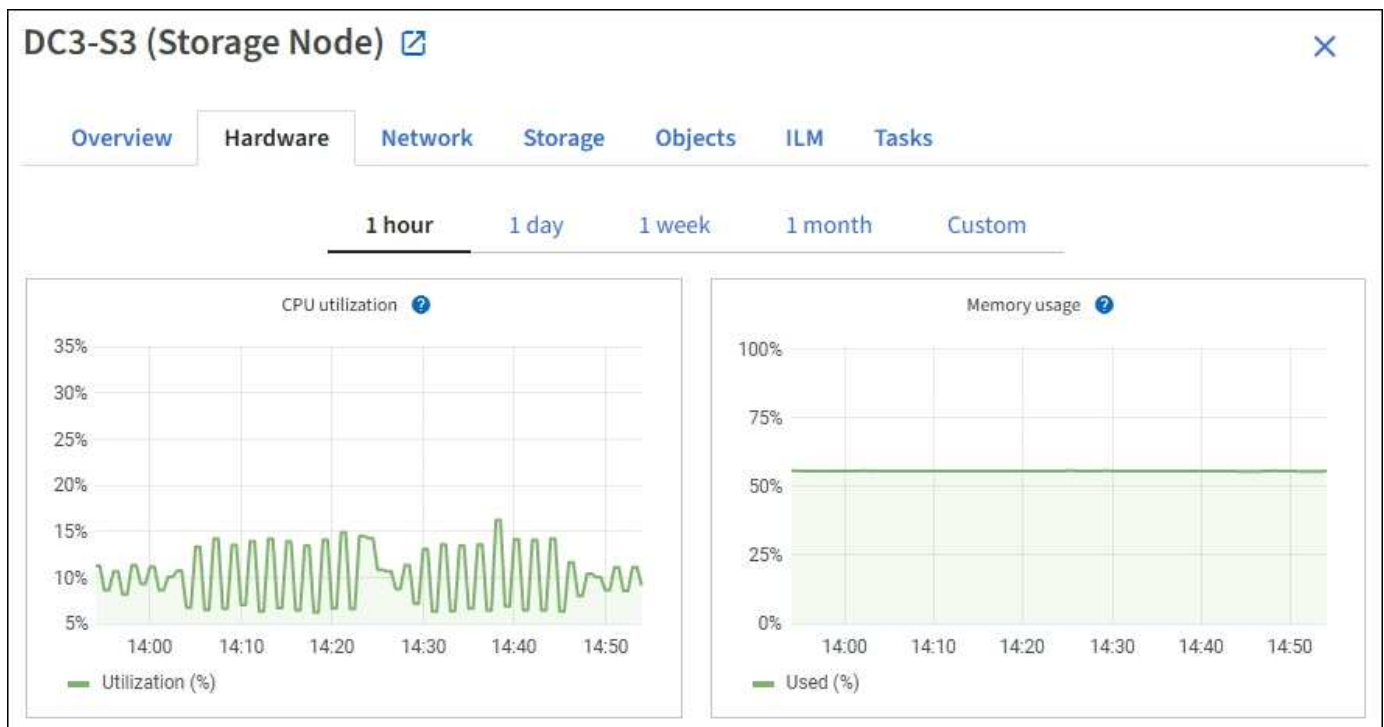 DC3-S3 (Storage Node)
Overview Hardware Network Storage Objects ILM Tasks
1 hour 1 day 1 week 1 month Custom
CPU utilization ?
35%
30%
25%
20%
15%
10%
5%
14:00 14:10 14:20 14:30 14:40 14:50
Utilization (%)
Memory usage ?
100%
75%
50%
25%
0%
14:00 14:10 14:20 14:30 14:40 14:50
Used (%)